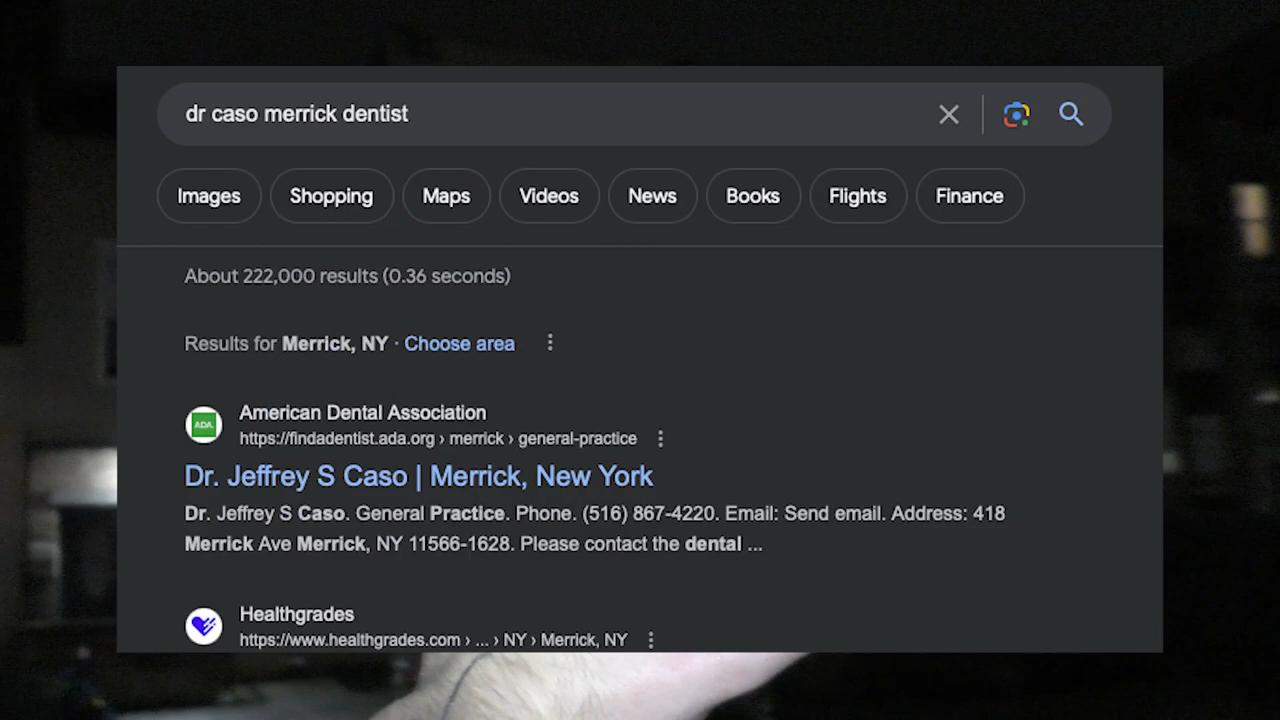 dr caso merrick dentist
Images Shopping Maps Videos News Books Flights Finance
About 222,000 results (0.36 seconds)
Results for Merrick, NY · Choose area
American Dental Association
ADA.
https://findadentist.ada.org › merrick › general-practice
Dr. Jeffrey S Caso | Merrick, New York
Dr. Jeffrey S Caso. General Practice. Phone. (516) 867-4220. Email: Send email. Address: 418
Merrick Ave Merrick, NY 11566-1628. Please contact the dental ...
Healthgrades
https://www.healthgrades.com › ... › NY › Merrick, NY